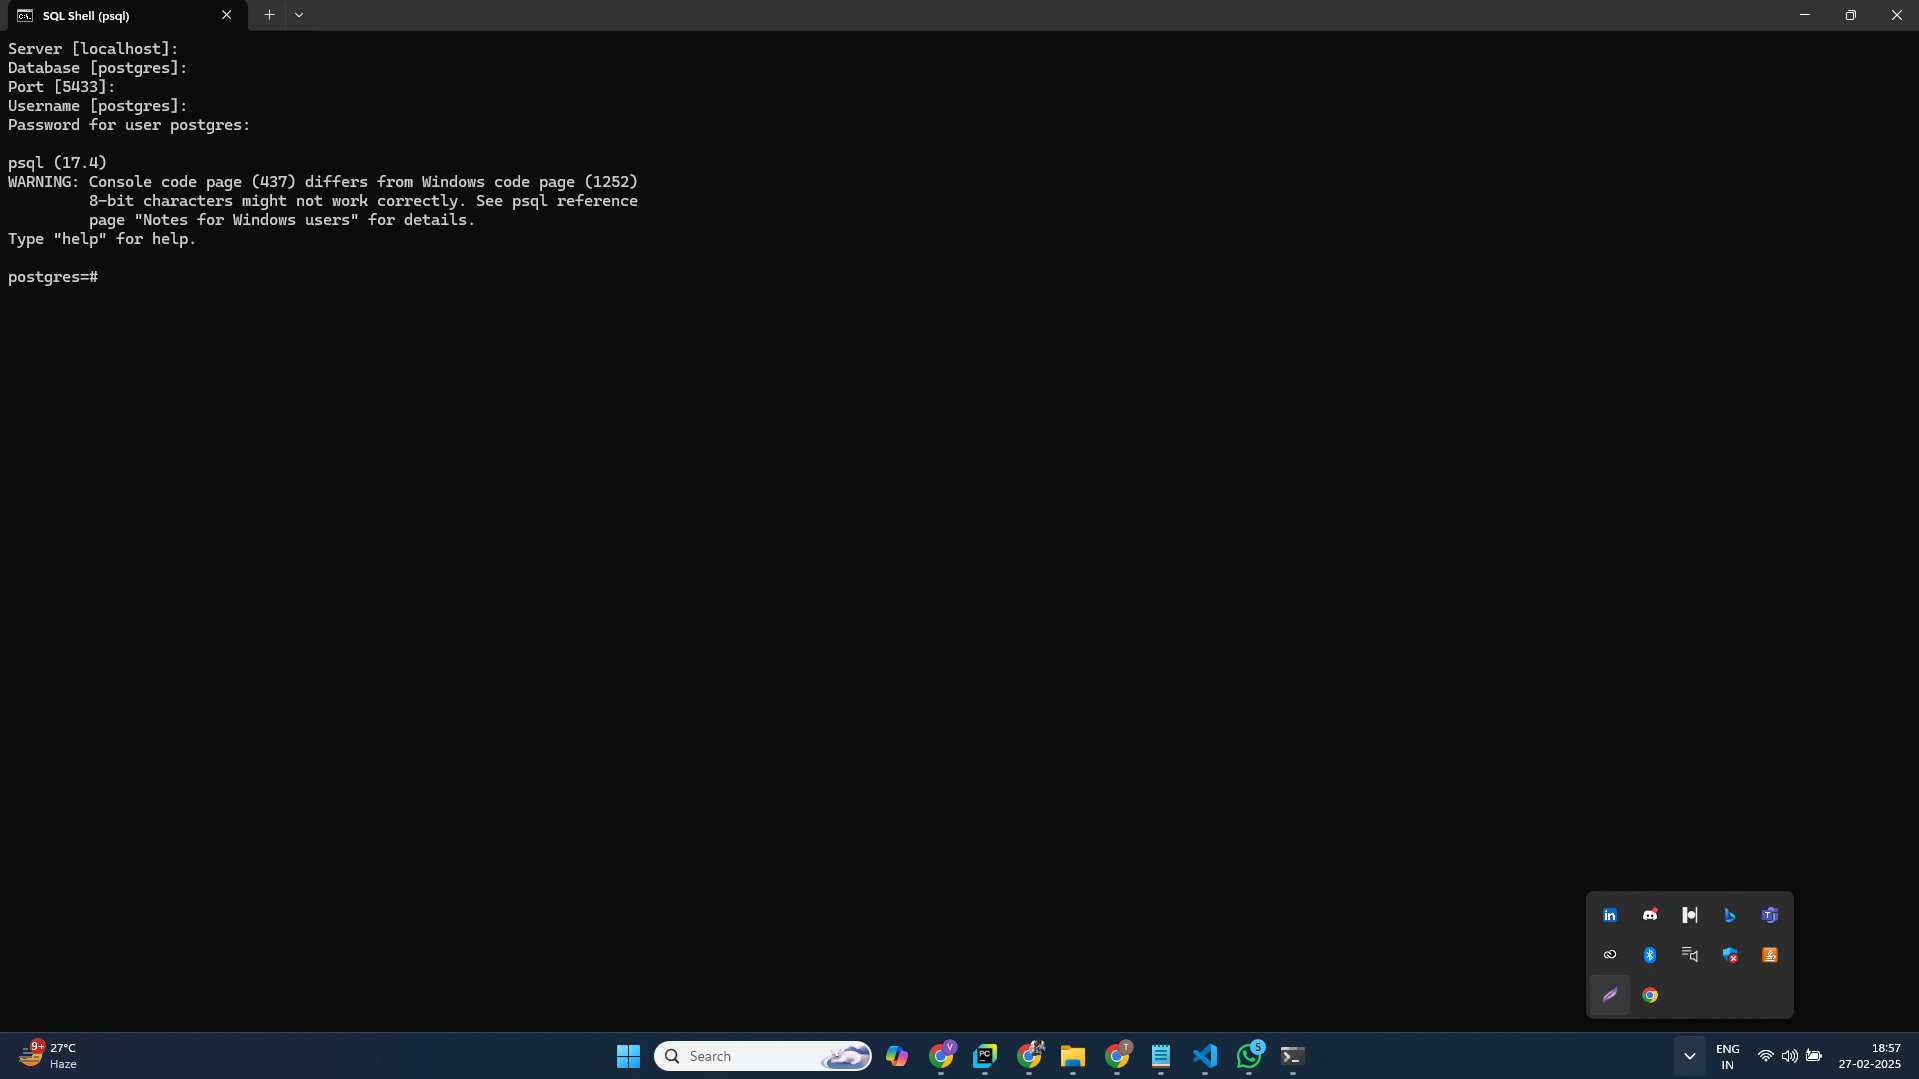 SQL Shell (psql)
Server [localhost]:
Database [postgres]:
Port [5433]:
Username [postgres]:
Password for user postgres:
psql (17.4)
WARNING: Console code page (437) differs from Windows code page (1252)
8-bit characters might not work correctly. See psql reference
page "Notes for Windows users" for details.
Type "help" for help.
postgres=#
9+
27°C
Haze
Search
V
PC
T
5
ENG
IN
18:57
27-02-2025